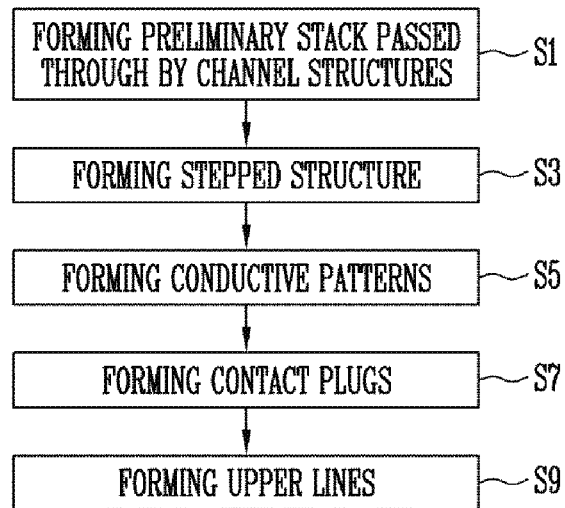 FORMING PRELIMINARY STACK PASSED
THROUGH BY CHANNEL STRUCTURES
S1
FORMING STEPPED STRUCTURE
S3
FORMING CONDUCTIVE PATTERNS
S5
FORMING CONTACT PLUGS
S7
FORMING UPPER LINES
S9